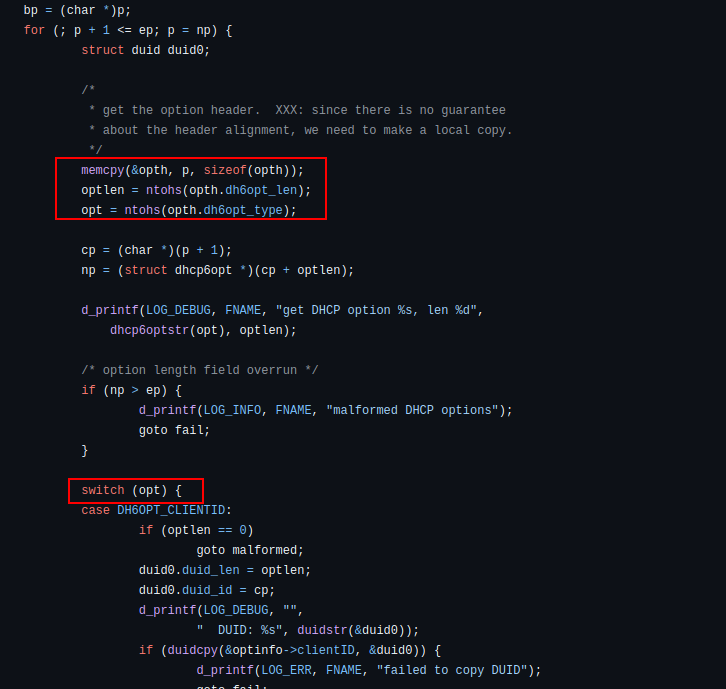 bp = (char *)p;
for (; p + 1 <= ep; p = np) {
struct duid duid0;
/*
* get the option header.  XXX: since there is no guarantee
* about the header alignment, we need to make a local copy.
*/
memcpy(&opth, p, sizeof(opth));
optlen = ntohs(opth.dh6opt_len);
opt = ntohs(opth.dh6opt_type);
cp = (char *)(p + 1);
np = (struct dhcp6opt *)(cp + optlen);
d_printf(LOG_DEBUG, FNAME, "get DHCP option %s, len %d",
dhcp6optstr(opt), optlen);
/* option length field overrun */
if (np > ep) {
d_printf(LOG_INFO, FNAME, "malformed DHCP options");
goto fail;
}
switch (opt) {
case DH6OPT_CLIENTID:
if (optlen == 0)
goto malformed;
duid0.duid_len = optlen;
duid0.duid_id = cp;
d_printf(LOG_DEBUG, "",
"  DUID: %s", duidstr(&duid0));
if (duidcpy(&optinfo->clientID, &duid0)) {
d_printf(LOG_ERR, FNAME, "failed to copy DUID");
goto fail;